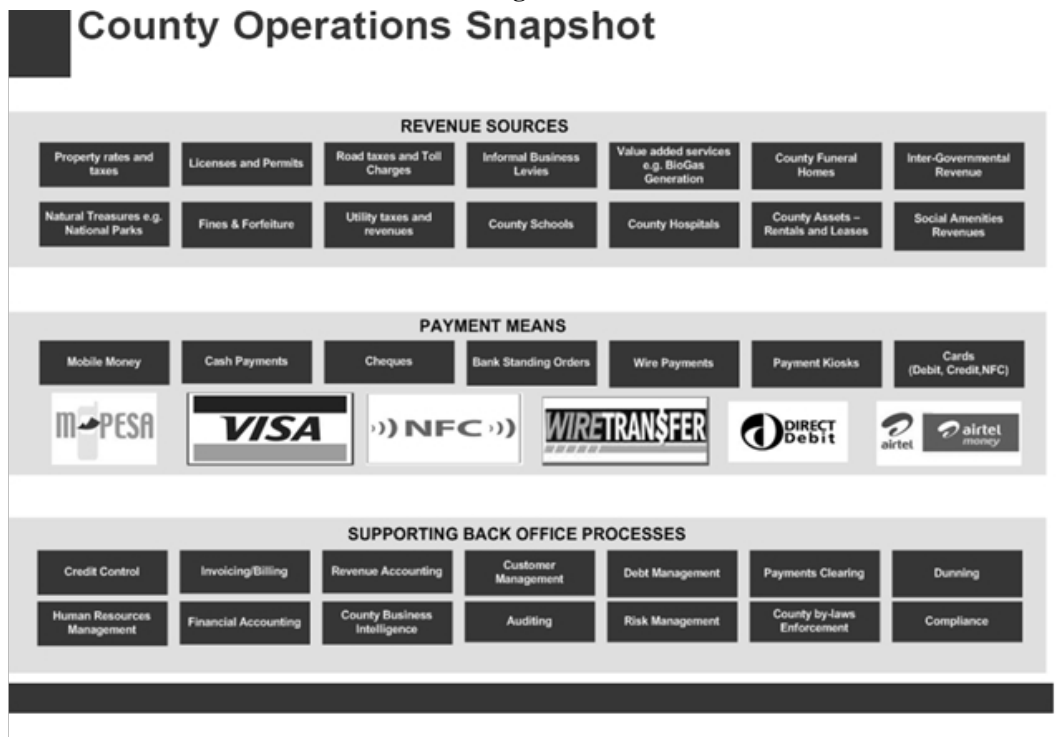 County Operations Snapshot
REVENUE SOURCES
Property rates and
taxes
Licenses and Permits
Road taxes and Toll
Charges
Informal Business
Levies
Value added services
e.g. BioGas
Generation
County Funeral
Homes
Inter-Governmental
Revenue
Natural Treasures e.g.
National Parks
Fines & Forfeiture
Utility taxes and
revenues
County Schools
County Hospitals
County Assets –
Rentals and Leases
Social Amenities
Revenues
PAYMENT MEANS
Mobile Money
Cash Payments
Cheques
Bank Standing Orders
Wire Payments
Payment Kiosks
Cards
(Debit, Credit,NFC)
M-PESA
VISA
NFC
WIRETRAN$FER
DIRECT
Debit
airtel
airtel
money
SUPPORTING BACK OFFICE PROCESSES
Credit Control
Invoicing/Billing
Revenue Accounting
Customer
Management
Debt Management
Payments Clearing
Dunning
Human Resources
Management
Financial Accounting
County Business
Intelligence
Auditing
Risk Management
County by-laws
Enforcement
Compliance